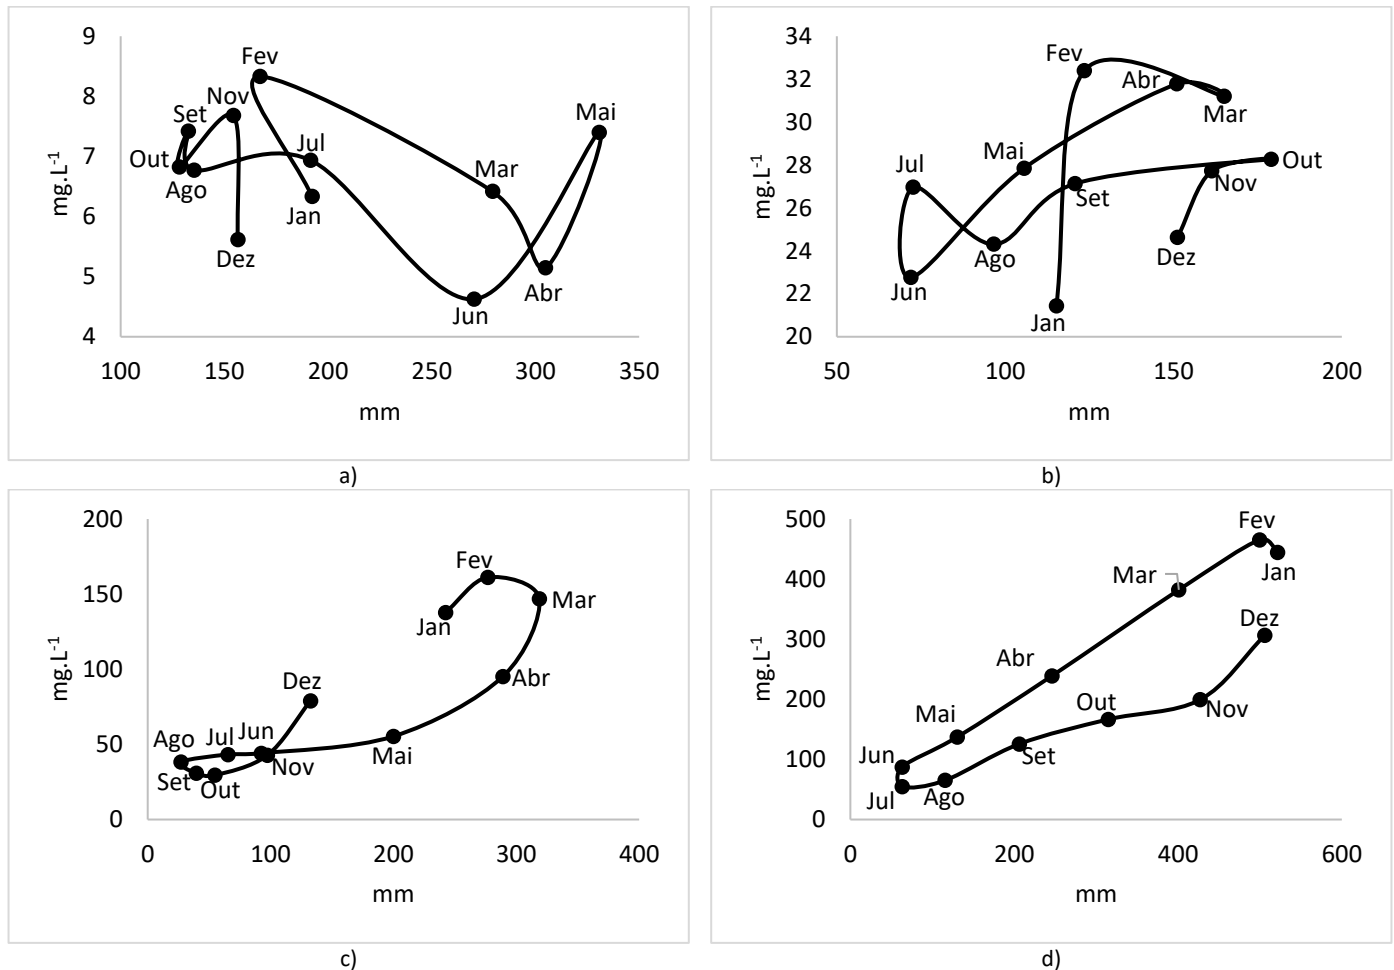 9
8
7
6
5
4
mg.L-1
Fev
Nov
Set
Out
Ago
Jul
Jan
Dez
Mar
Mai
Abr
Jun
100 150 200 250 300 350
mm
a)
34
32
30
28
26
24
22
20
mg.L-1
Fev
Abr
Mar
Mai
Jul
Out
Nov
Set
Ago
Dez
Jun
Jan
50 100 150 200
mm
b)
200
150
100
50
0
mg.L-1
Fev
Mar
Jan
Abr
Dez
Ago
Jul
Jun
Mai
Nov
Set
Out
0 100 200 300 400
mm
c)
500
400
300
200
100
0
mg.L-1
Fev
Jan
Mar
Dez
Abr
Out
Mai
Nov
Jun
Set
Jul
Ago
0 200 400 600
mm
d)